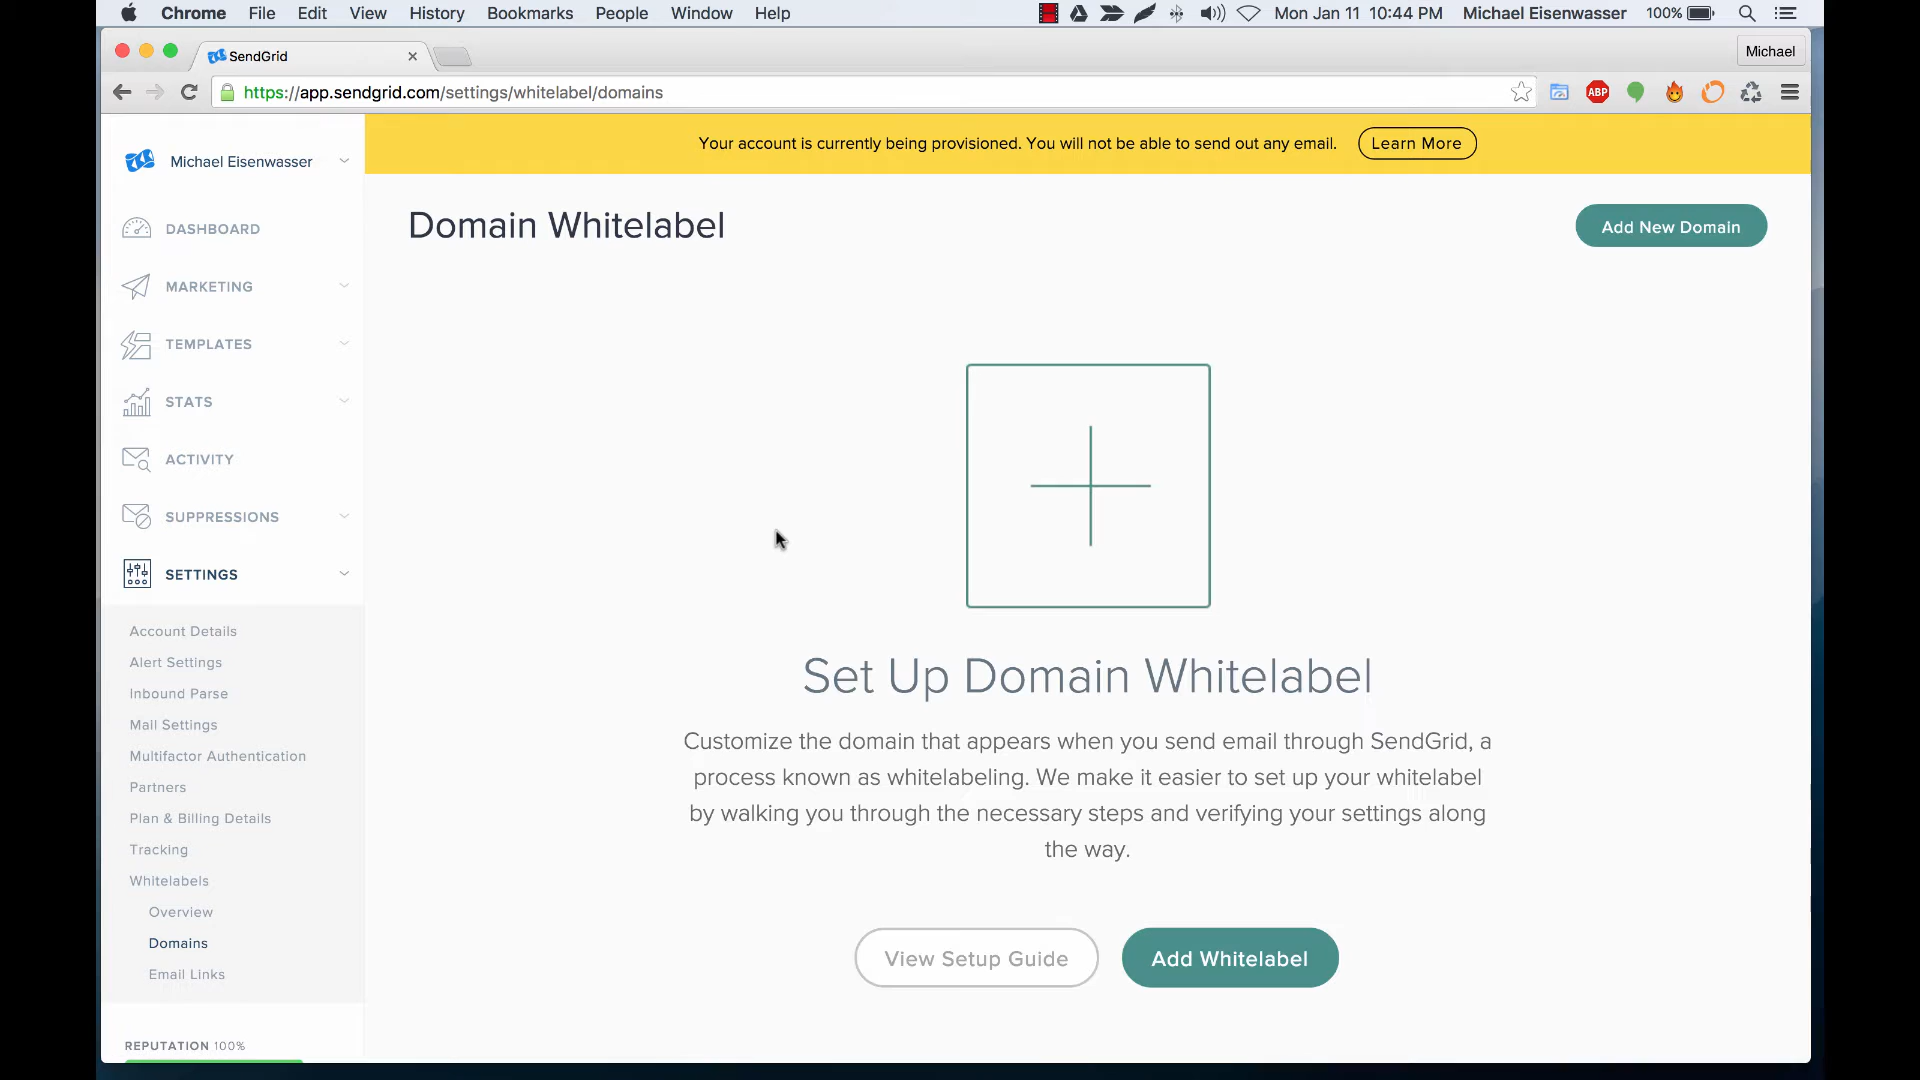 Chrome File Edit View History Bookmarks People Window Help Mon Jan 11 10:44 PM Michael Eisenwasser 100%
SendGrid Michael
https://app.sendgrid.com/settings/whitelabel/domains ABP
Your account is currently being provisioned. You will not be able to send out any email. Learn More
Michael Eisenwasser
DASHBOARD
MARKETING
TEMPLATES
STATS
ACTIVITY
SUPPRESSIONS
SETTINGS
Account Details
Alert Settings
Inbound Parse
Mail Settings
Multifactor Authentication
Partners
Plan & Billing Details
Tracking
Whitelabels
Overview
Domains
Email Links
REPUTATION 100%
Domain Whitelabel
Add New Domain
Set Up Domain Whitelabel
Customize the domain that appears when you send email through SendGrid, a
process known as whitelabeling. We make it easier to set up your whitelabel
by walking you through the necessary steps and verifying your settings along
the way.
View Setup Guide Add Whitelabel